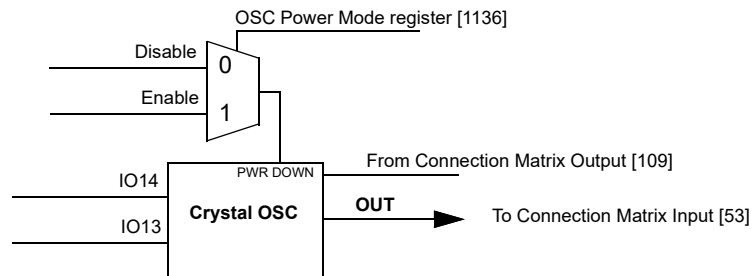 OSC Power Mode register [1136]
Disable
0
Enable
1
PWR DOWN
From Connection Matrix Output [109]
IO14
Crystal OSC
OUT
To Connection Matrix Input [53]
IO13